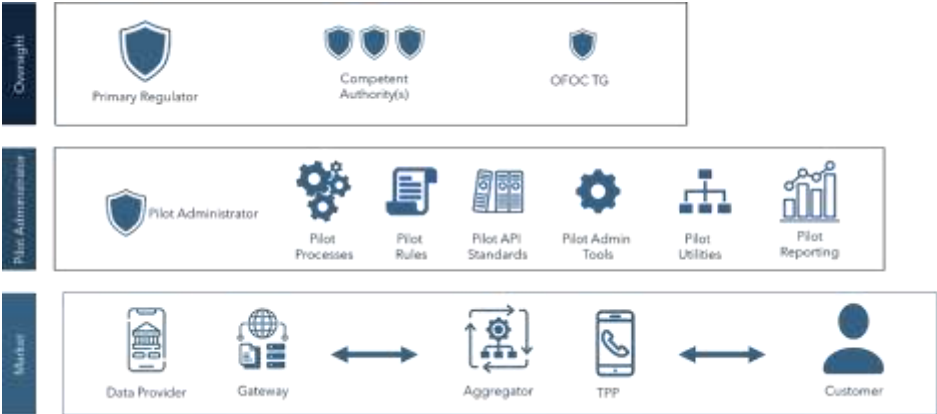 Oversight
Primary Regulator
Competent
Authority(s)
OFOC TG
Pilot Administrator
Pilot Administrator
Pilot
Processes
Pilot
Rules
Pilot API
Standards
Pilot Admin
Tools
Pilot
Utilities
Pilot
Reporting
Market
Data Provider
Gateway
Aggregator
TPP
Customer